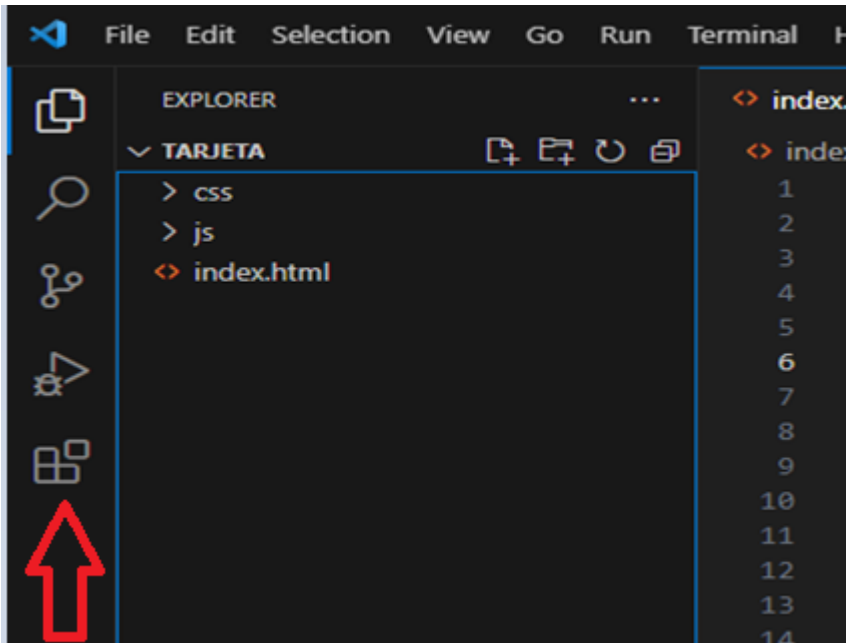 File Edit Selection View Go Run Terminal H
EXPLORER
TARJETA
css
js
index.html
index.
index
1
2
3
4
5
6
7
8
9
10
11
12
13
14